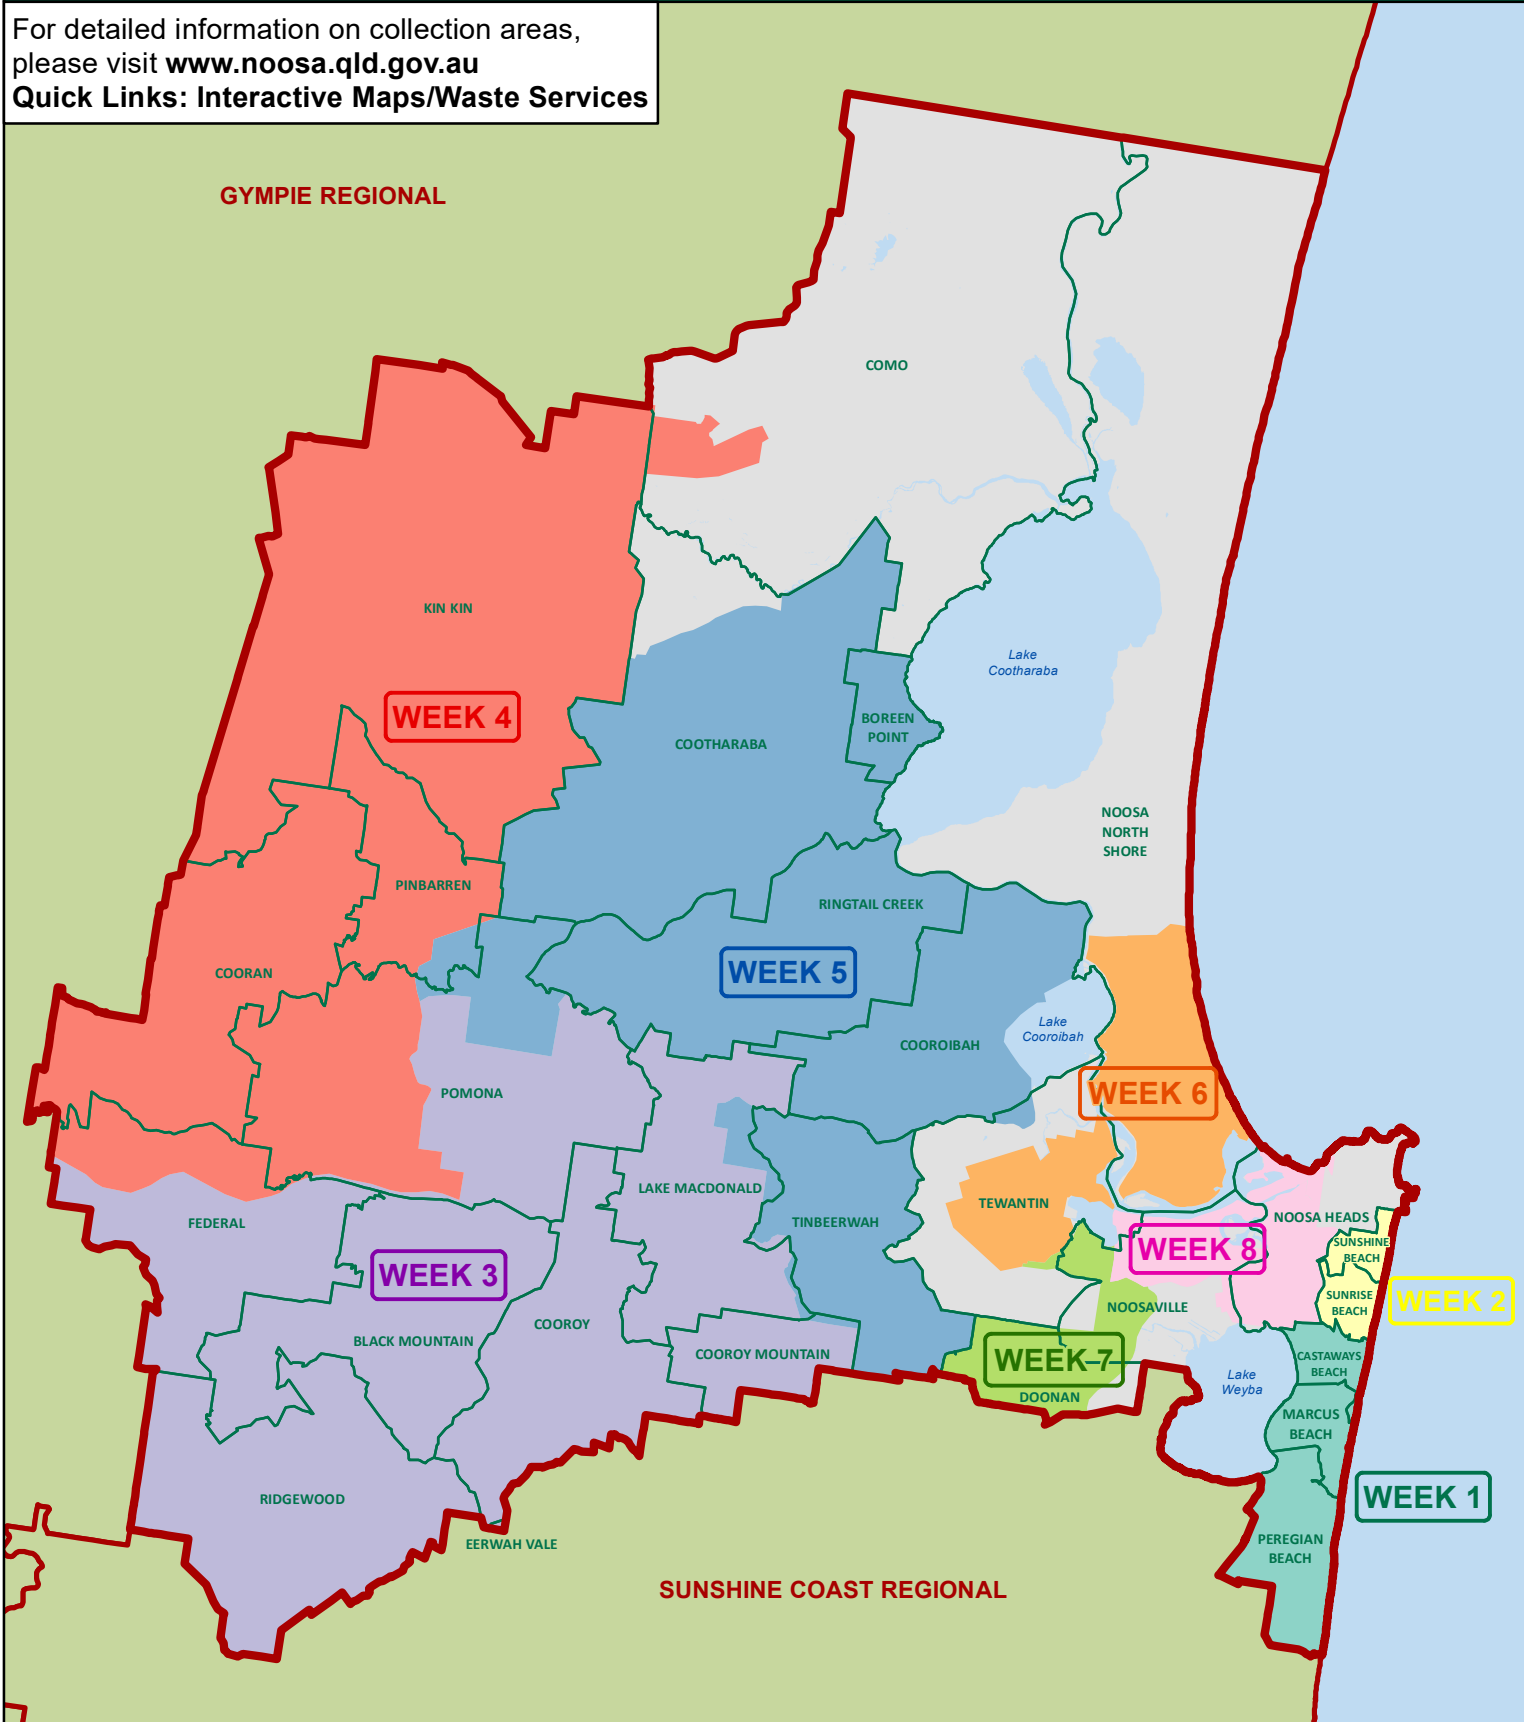 For detailed information on collection areas,
please visit www.noosa.qld.gov.au
Quick Links: Interactive Maps/Waste Services
GYMPIE REGIONAL
COMO
KIN KIN
Lake
Cootharaba
WEEK 4
BOREEN
POINT
COOTHARABA
NOOSA
NORTH
SHORE
PINBARREN
RINGTAIL CREEK
COORAN
WEEK 5
Lake
Cooroibah
COOROIBAH
POMONA
WEEK 6
LAKE MACDONALD
TEWANTIN
NOOSA HEADS
FEDERAL
TINBEERWAH
SUNSHINE
BEACH
WEEK 8
WEEK 3
SUNRISE
BEACH
WEEK 2
NOOSAVILLE
COOROY
BLACK MOUNTAIN
COOROY MOUNTAIN
WEEK 7
CASTAWAYS
BEACH
Lake
Weyba
DOONAN
MARCUS
BEACH
RIDGEWOOD
WEEK 1
EERWAH VALE
PEREGIAN
BEACH
SUNSHINE COAST REGIONAL